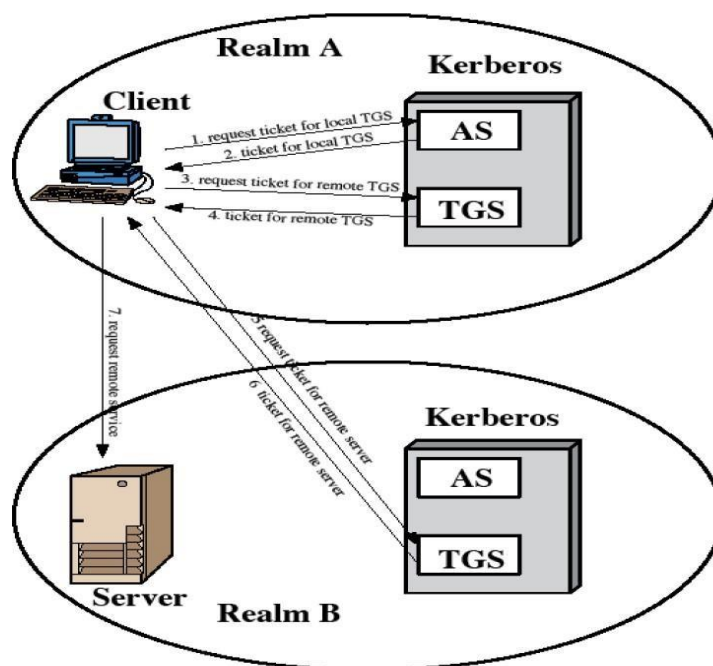 Realm A
Kerberos
Client
1. request ticket for local TGS
AS
2. ticket for local TGS
3. request ticket for remote TGS
TGS
4. ticket for remote TGS
7. request remote service
5 request ticket for remote server
6 ticket for remote server
Kerberos
AS
TGS
Server
Realm B